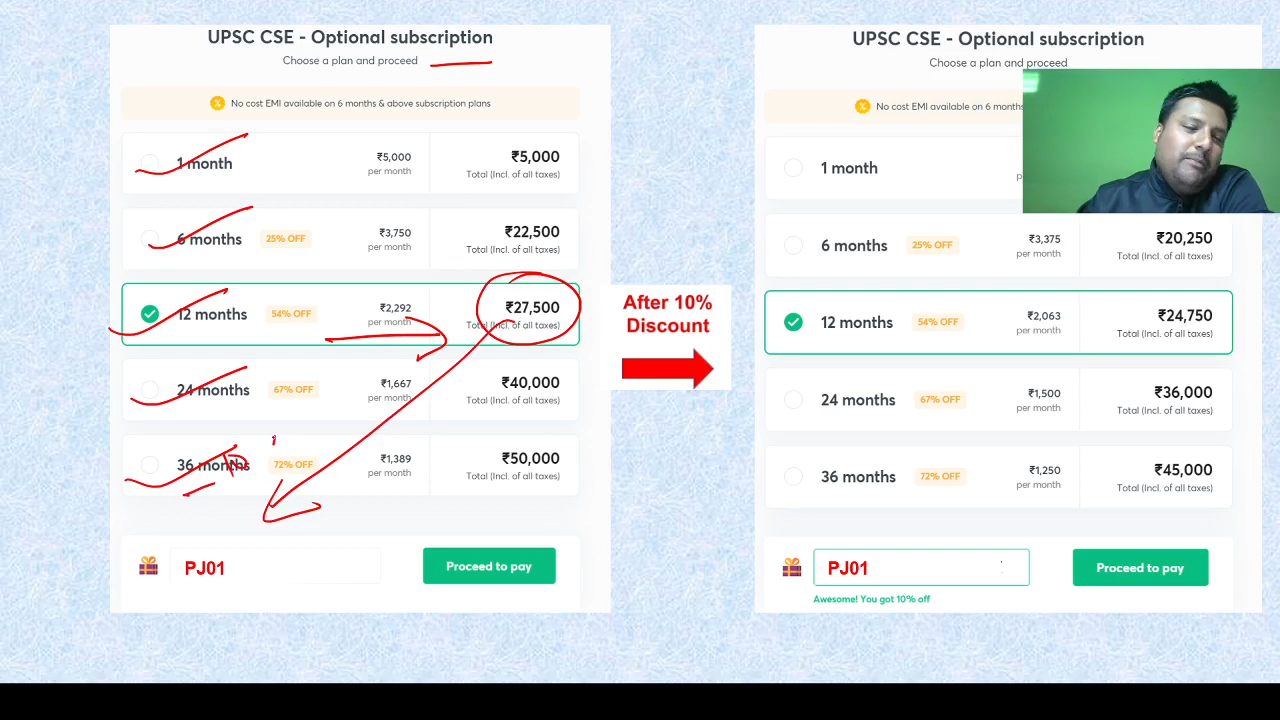 UPSC CSE - Optional subscription
Choose a plan and proceed
No cost EMI available on 6 months & above subscription plans
1 month
₹5,000
per month
₹5,000
Total (Incl. of all taxes)
6 months
25% OFF
₹3,750
per month
₹22,500
Total (Incl. of all taxes)
12 months
54% OFF
₹2,292
per month
₹27,500
Total (Incl. of all taxes)
24 months
67% OFF
₹1,667
per month
₹40,000
Total (Incl. of all taxes)
36 months
72% OFF
₹1,389
per month
₹50,000
Total (Incl. of all taxes)
PJ01
Proceed to pay
After 10%
Discount
UPSC CSE - Optional subscription
Choose a plan and proceed
No cost EMI available on 6 months
1 month
6 months
25% OFF
₹3,375
per month
₹20,250
Total (Incl. of all taxes)
12 months
54% OFF
₹2,063
per month
₹24,750
Total (Incl. of all taxes)
24 months
67% OFF
₹1,500
per month
₹36,000
Total (Incl. of all taxes)
36 months
72% OFF
₹1,250
per month
₹45,000
Total (Incl. of all taxes)
PJ01
Proceed to pay
Awesome! You got 10% off